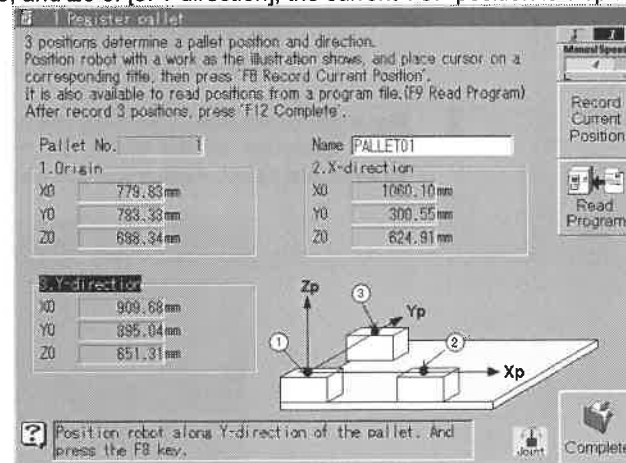 1 Register pallet
3 positions determine a pallet position and direction.
Position robot with a work as the illustration shows, and place cursor on a
corresponding title, then press 'F8 Record Current Position'.
It is also available to read positions from a program file.(F9 Read Program)
After record 3 positions, press 'F12 Complete'.
Manual Speed
4
Record
Current
Position
Read
Program
Pallet No. 1
Name PALLET01
1.Origin
X0 779.83mm
Y0 783.33mm
Z0 688.34mm
2.X-direction
X0 1060.10mm
Y0 300.55mm
Z0 624.91mm
3.Y-direction
X0 909.68mm
Y0 895.04mm
Z0 651.31mm
Zp
3
Yp
1
2
Xp
Position robot along Y-direction of the pallet. And
press the F8 key.
Joint
Complete